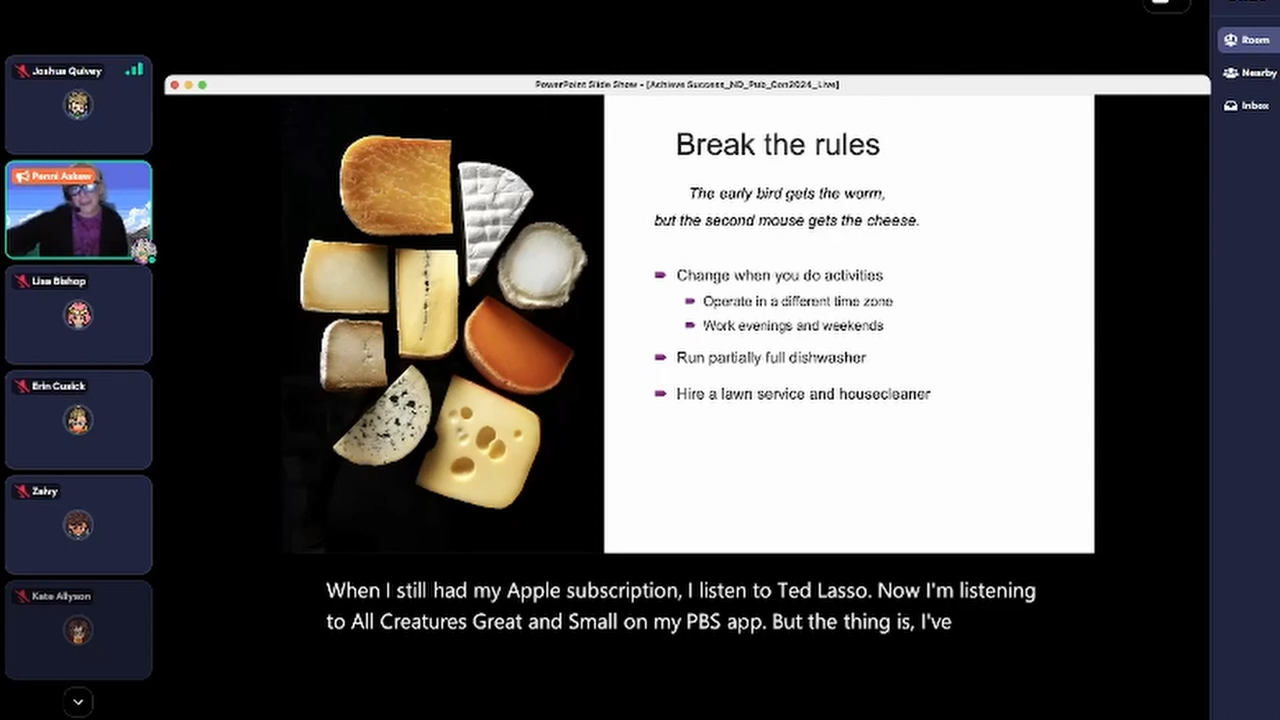 PowerPoint Slide Show - [Achieve Success_ND_Pub_Con2024_Live]
Joshua Quivey
Penni Askew
Lisa Bishop
Erin Cusick
Zalvy
Kate Allyson
Break the rules
The early bird gets the worm,
but the second mouse gets the cheese.
Change when you do activities
Operate in a different time zone
Work evenings and weekends
Run partially full dishwasher
Hire a lawn service and housecleaner
When I still had my Apple subscription, I listen to Ted Lasso. Now I'm listening
to All Creatures Great and Small on my PBS app. But the thing is, I've
Room
Nearby
Inbox